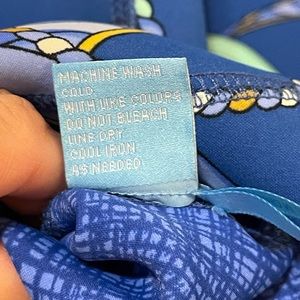 MACHINE WASH
COLD
WITH LIKE COLORS
DO NOT BLEACH
LINE DRY
COOL IRON
AS NEEDED